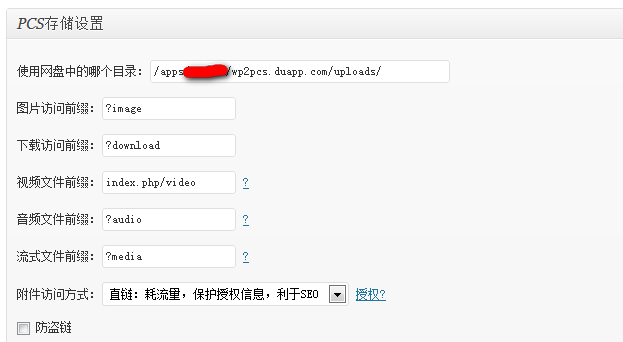 PCS存储设置
使用网盘中的哪个目录: /apps/ /wp2pcs.duapp.com/uploads/
图片访问前缀: ?image
下载访问前缀: ?download
视频文件前缀: index.php/video ?
音频文件前缀: ?audio ?
流式文件前缀: ?media ?
附件访问方式: 直链: 耗流量, 保护授权信息, 利于SEO 授权?
防盗链